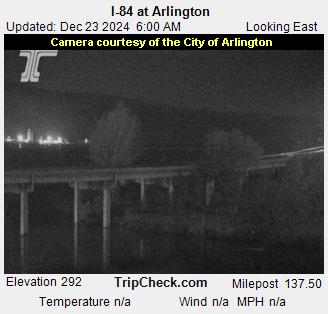 I-84 at Arlington
Updated: Dec 23 2024 6:00 AM Looking East
Camera courtesy of the City of Arlington
Elevation 292 TripCheck.com Milepost 137.50
Temperature n/a Wind n/a MPH n/a